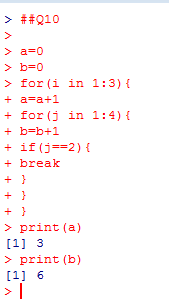 > ##Q10
>
> a=0
> b=0
> for(i in 1:3){
+ a=a+1
+ for(j in 1:4){
+ b=b+1
+ if(j==2){
+ break
+ }
+ }
+ }
> print(a)
[1] 3
> print(b)
[1] 6
>